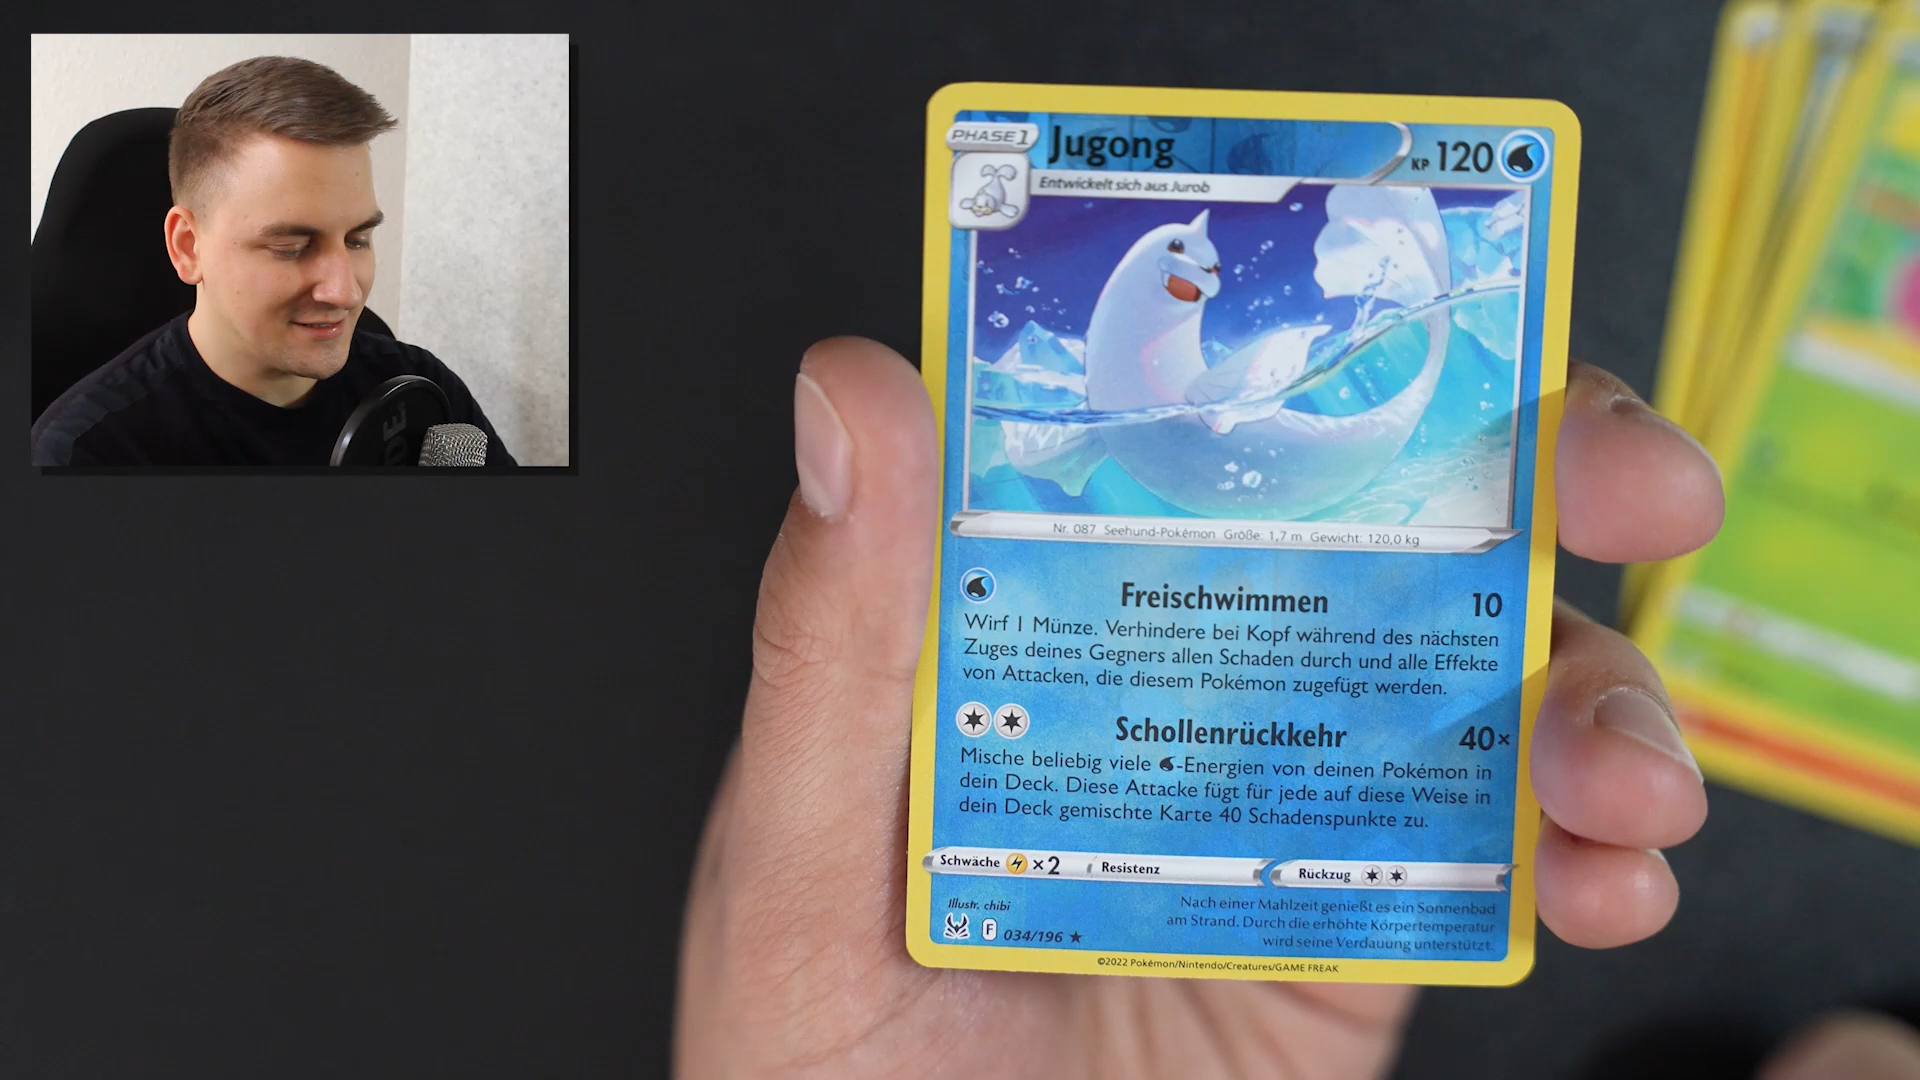 PHASE 1
Jugong
KP 120
Entwickelt sich aus Jurob
Nr. 087 Seehund-Pokémon Größe: 1,7 m Gewicht: 120,0 kg
Freischwimmen 10
Wirf 1 Münze. Verhindere bei Kopf während des nächsten
Zuges deines Gegners allen Schaden durch und alle Effekte
von Attacken, die diesem Pokémon zugefügt werden.
Schollenrückkehr 40×
Mische beliebig viele -Energien von deinen Pokémon in
dein Deck. Diese Attacke fügt für jede auf diese Weise in
dein Deck gemischte Karte 40 Schadenspunkte zu.
Schwäche ×2 Resistenz Rückzug
Illustr. chibi
F 034/196 ★
Nach einer Mahlzeit genießt es ein Sonnenbad
am Strand. Durch die erhöhte Körpertemperatur
wird seine Verdauung unterstützt.
©2022 Pokémon/Nintendo/Creatures/GAME FREAK